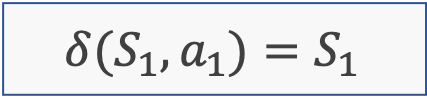 δ(S₁, a₁) = S₁